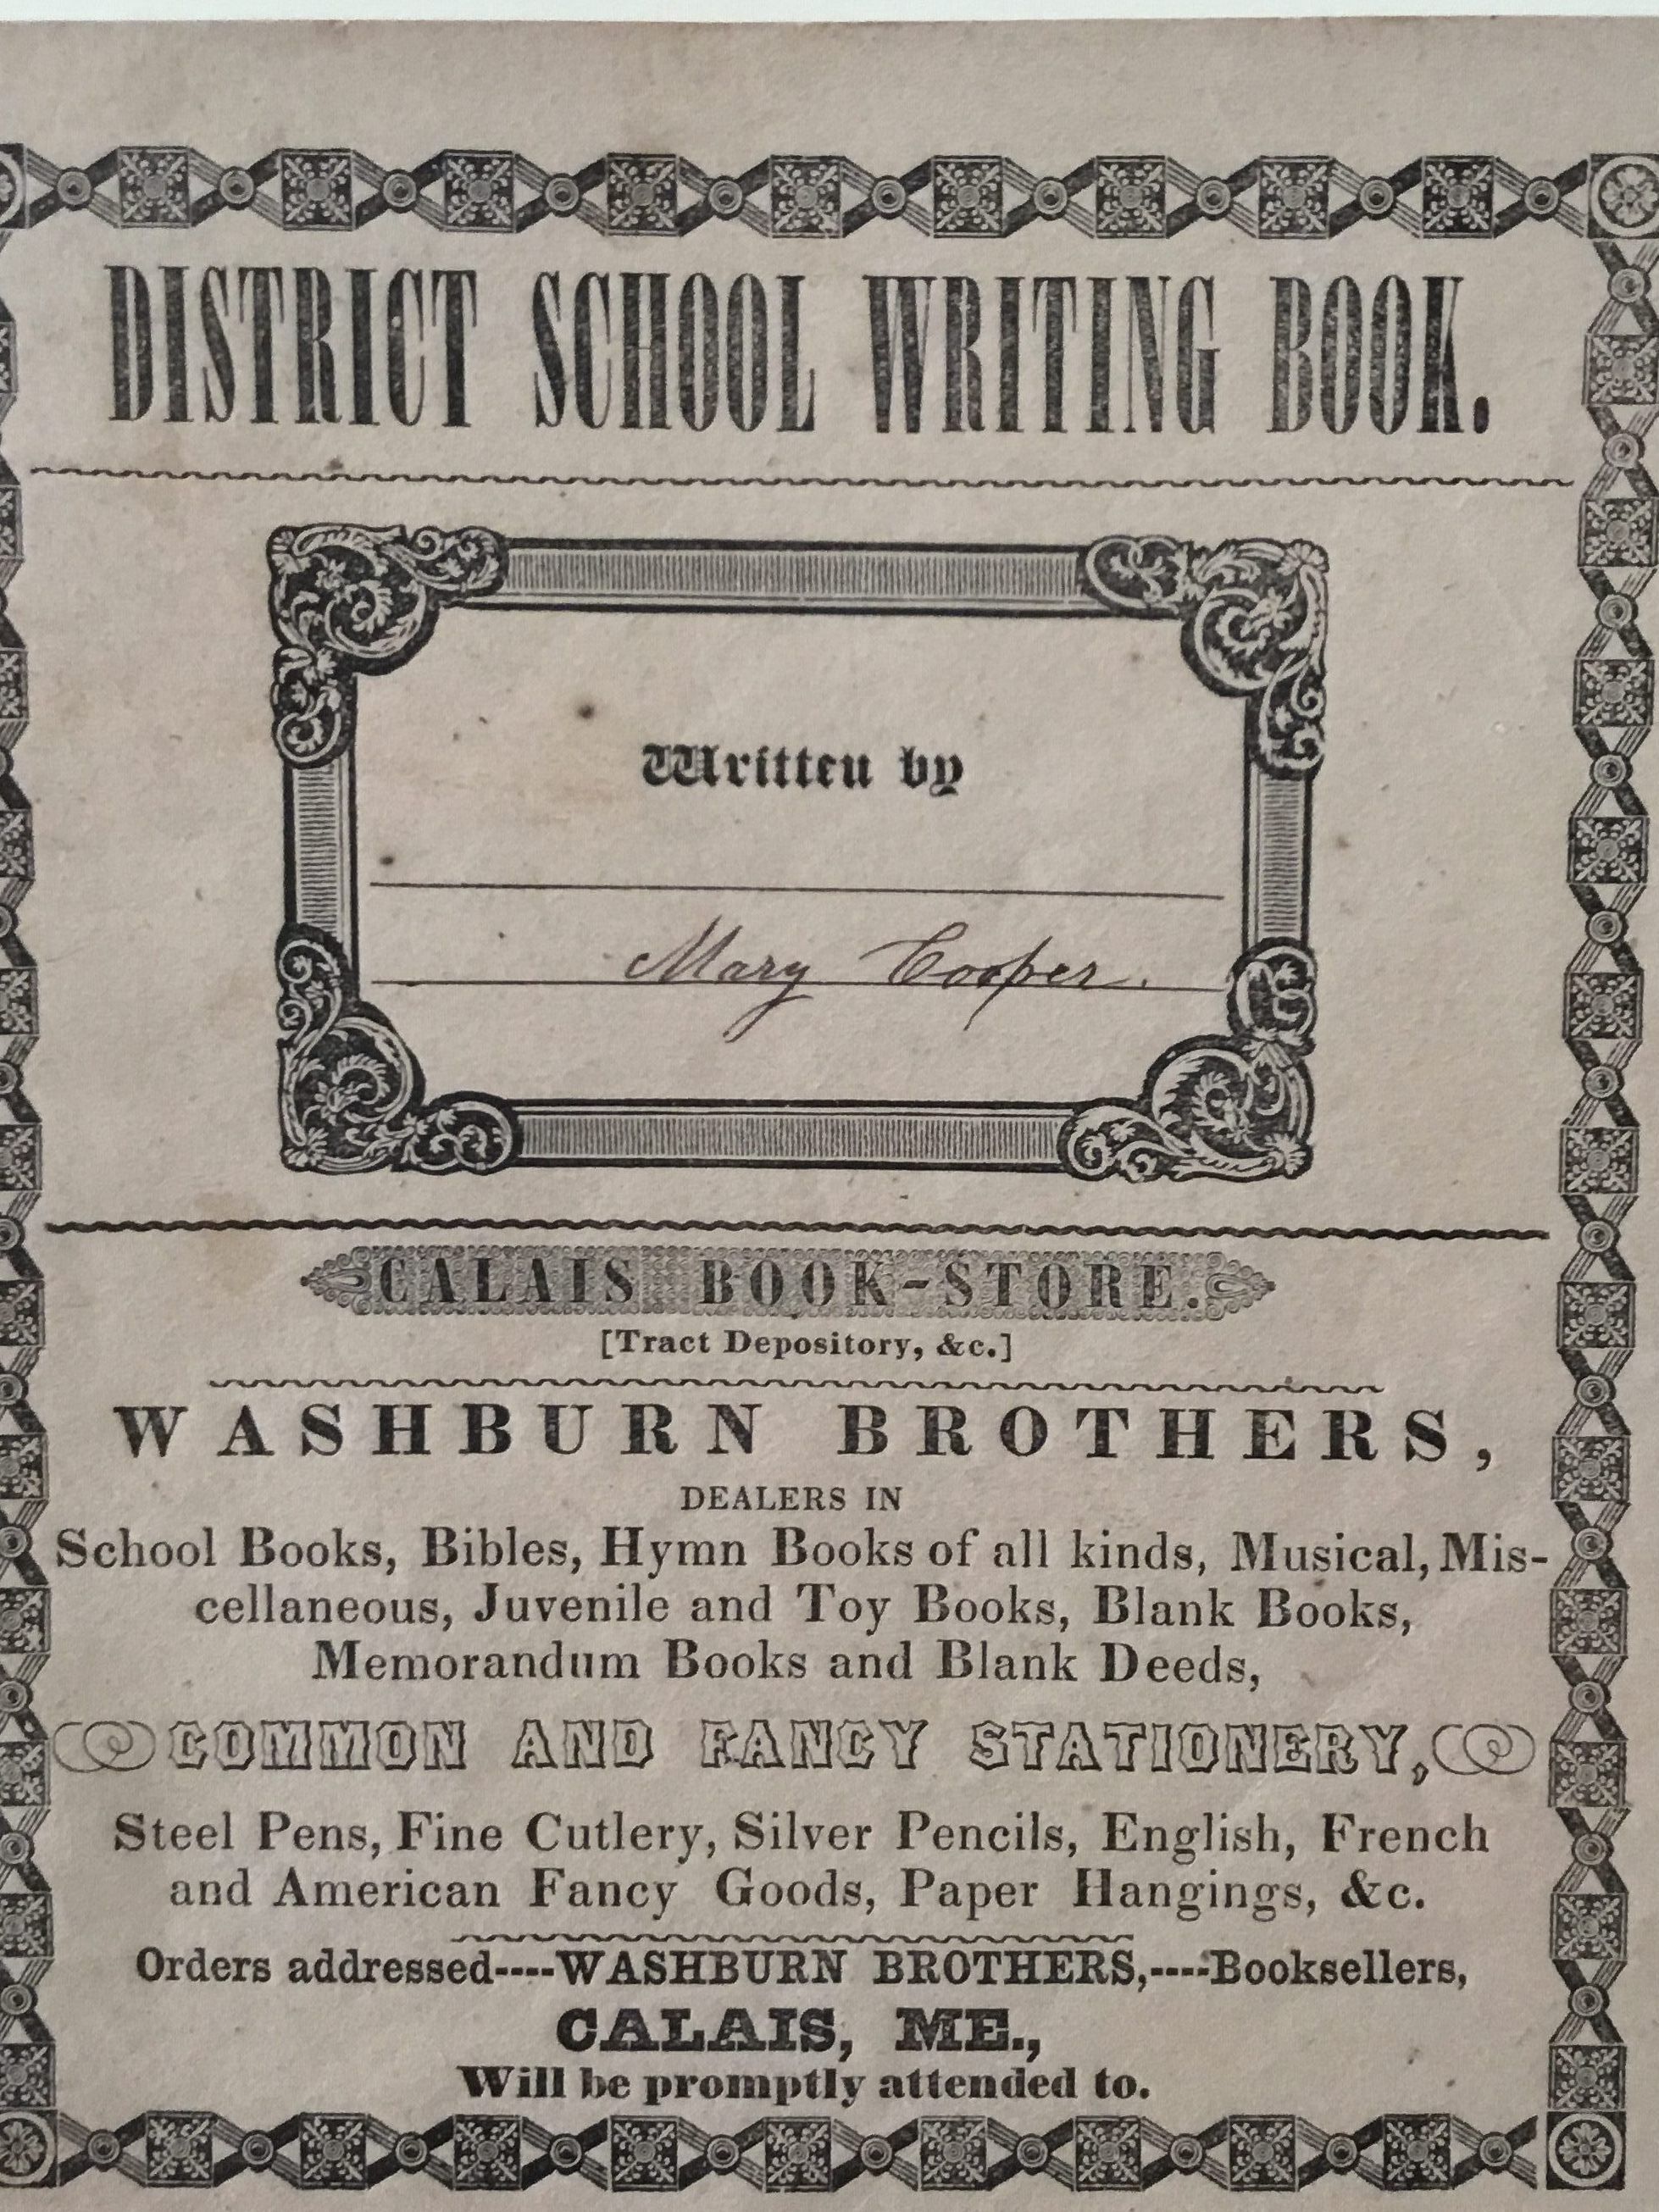 DISTRICT SCHOOL WRITING BOOK.
Written by
Mary Cooper.
CALAIS BOOK-STORE.
[Tract Depository, &c.]
WASHBURN BROTHERS,
DEALERS IN
School Books, Bibles, Hymn Books of all kinds, Musical, Mis-
cellaneous, Juvenile and Toy Books, Blank Books,
Memorandum Books and Blank Deeds,
COMMON AND FANCY STATIONERY,
Steel Pens, Fine Cutlery, Silver Pencils, English, French
and American Fancy Goods, Paper Hangings, &c.
Orders addressed----WASHBURN BROTHERS,----Booksellers,
CALAIS, ME.,
Will be promptly attended to.